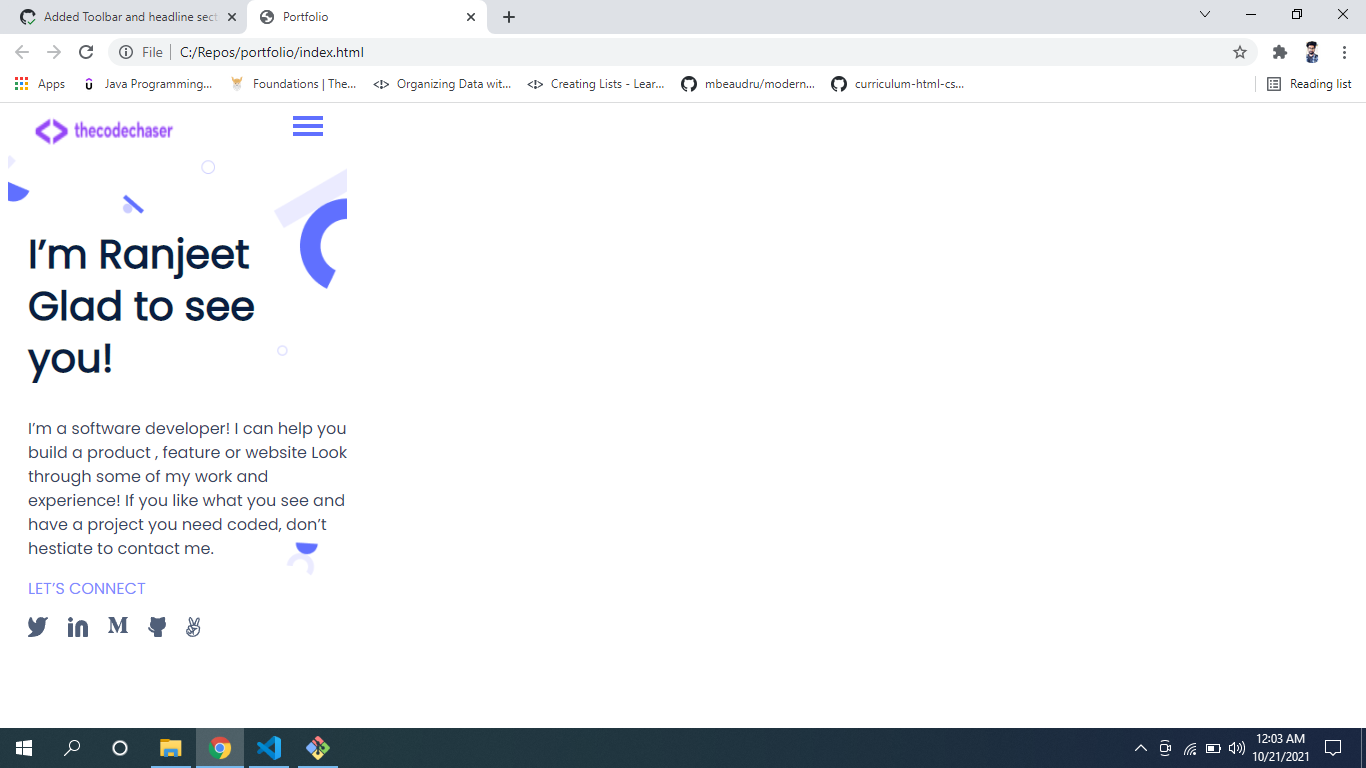 Added Toolbar and headline sect
Portfolio
File
C:/Repos/portfolio/index.html
Apps
Java Programming...
Foundations | The...
Organizing Data wit...
Creating Lists - Lear...
mbeaudru/modern...
curriculum-html-cs...
Reading list
thecodechaser
I’m Ranjeet
Glad to see
you!
I’m a software developer! I can help you
build a product , feature or website Look
through some of my work and
experience! If you like what you see and
have a project you need coded, don’t
hestiate to contact me.
LET’S CONNECT
12:03 AM
10/21/2021